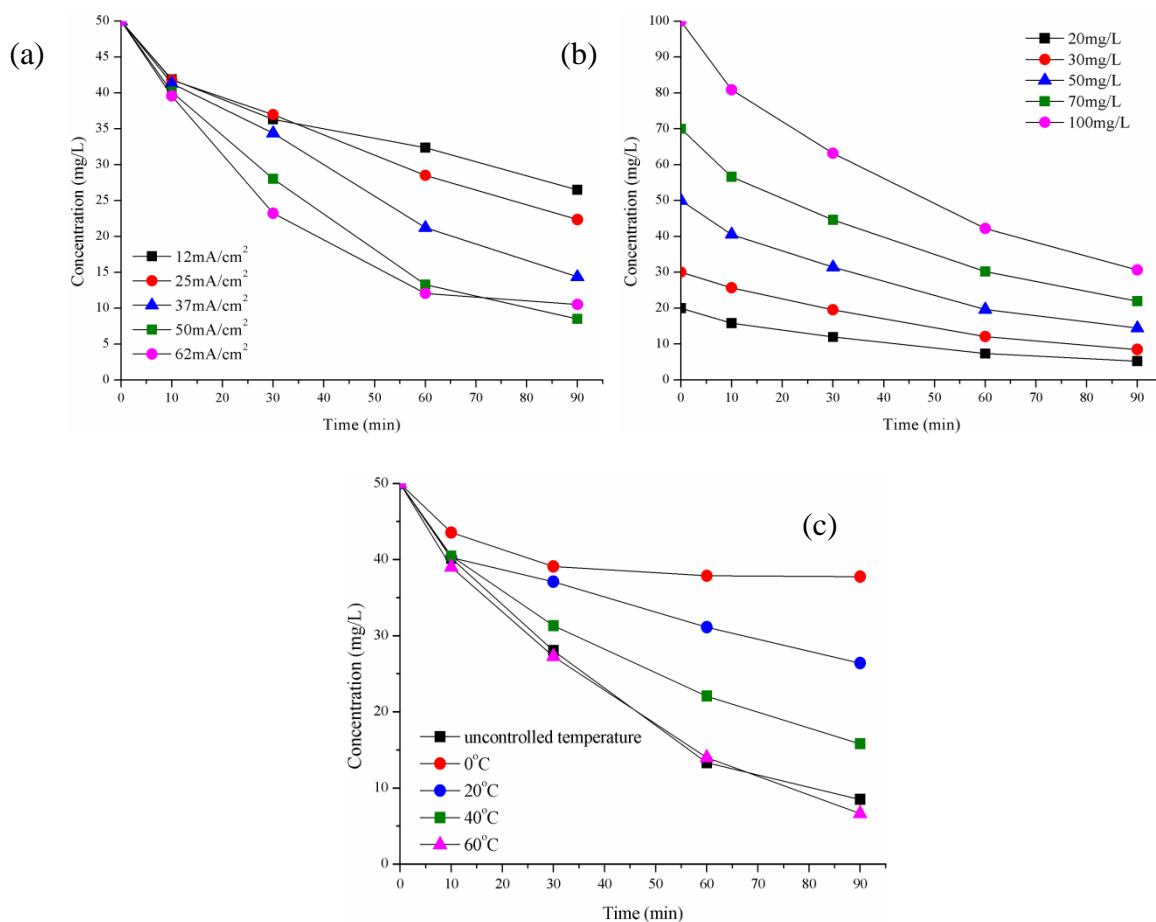 (a)
Concentration (mg/L)
50
45
40
35
30
25
20
15
10
5
0
12mA/cm²
25mA/cm²
37mA/cm²
50mA/cm²
62mA/cm²
0 10 20 30 40 50 60 70 80 90
Time (min)
(b)
Concentration (mg/L)
100
90
80
70
60
50
40
30
20
10
0
20mg/L
30mg/L
50mg/L
70mg/L
100mg/L
0 10 20 30 40 50 60 70 80 90
Time (min)
(c)
Concentration (mg/L)
50
40
30
20
10
0
uncontrolled temperature
0°C
20°C
40°C
60°C
0 10 20 30 40 50 60 70 80 90
Time (min)